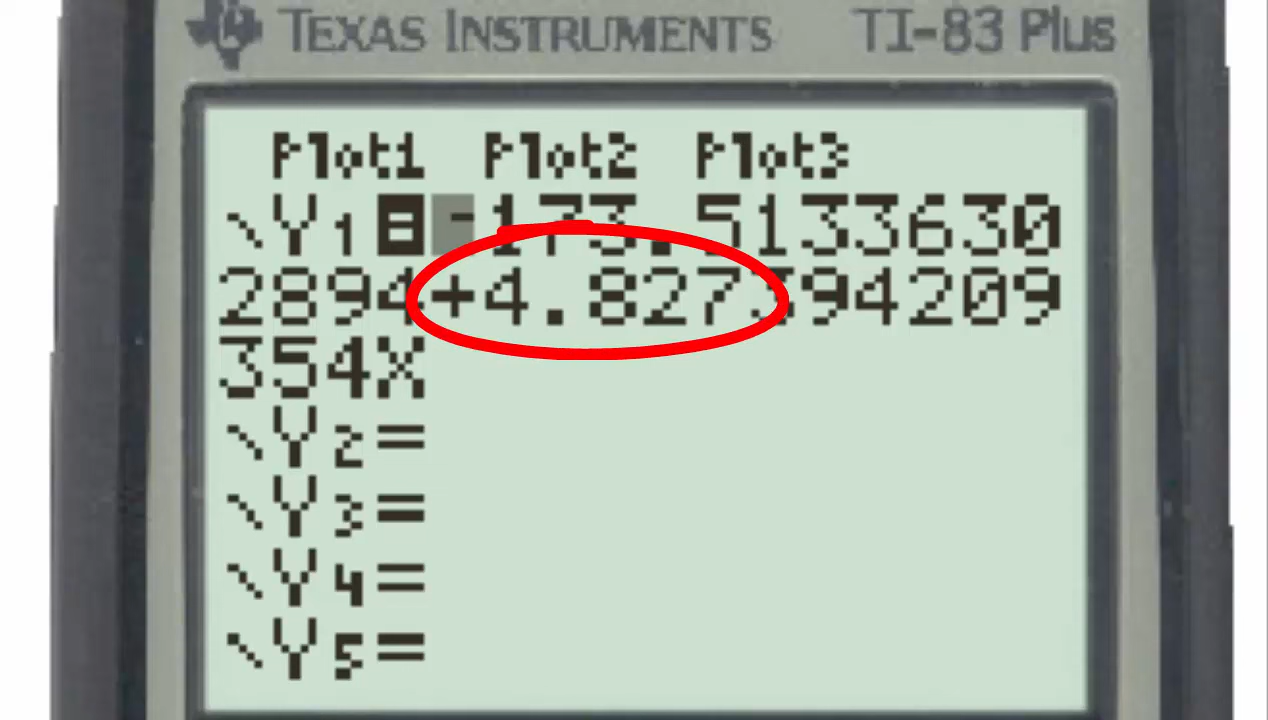 TEXAS INSTRUMENTS TI-83 Plus
Plot1 Plot2 Plot3
\Y1=-173.5133630
2894+4.827394209
354X
\Y2=
\Y3=
\Y4=
\Y5=